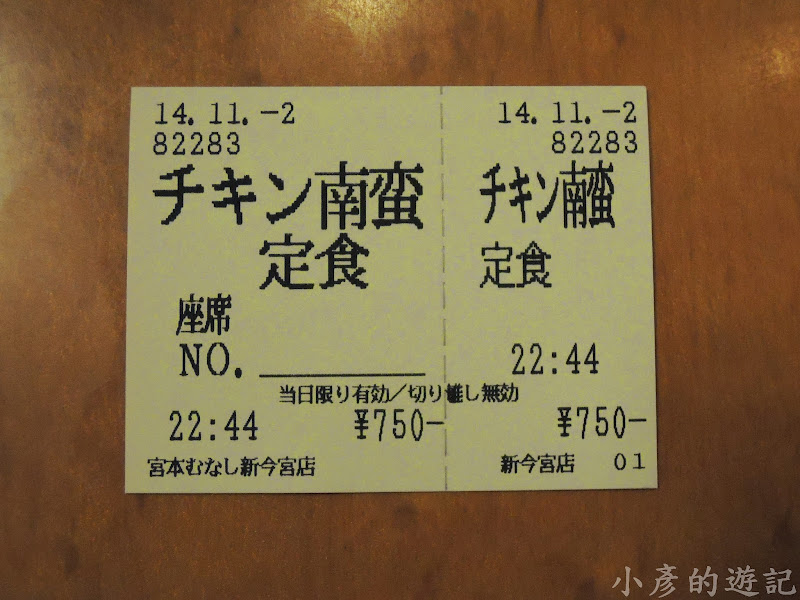 14.11.-2
82283
チキン南蛮
定食
座席
NO.
当日限り有効/切り離し無効
22:44 ¥750-
宮本むなし新今宮店
14.11.-2
82283
チキン南蛮
定食
22:44
¥750-
新今宮店 01
小彥的遊記